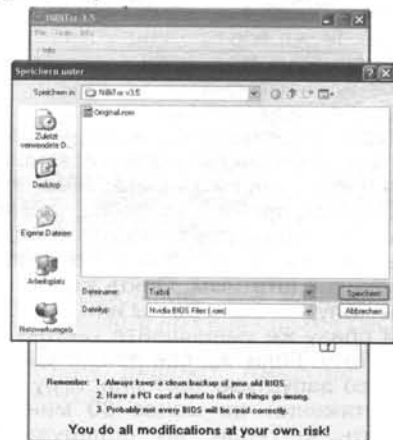 NiBiTor 3.5
File Tools Info
Info
Speichern unter
Speichern in: NiBiTor v3.5
Original.rom
Zuletzt
verwendete D...
Desktop
Eigene Dateien
Arbeitsplatz
Netzwerkumgeb
Dateiname:
Speichern
Dateityp: Nvidia BIOS Files (.rom)
Abbrechen
Remember: 1. Always keep a clean backup of your old BIOS.
2. Have a PCI card at hand to flash if things go wrong.
3. Probably not every BIOS will be read correctly.
You do all modifications at your own risk!